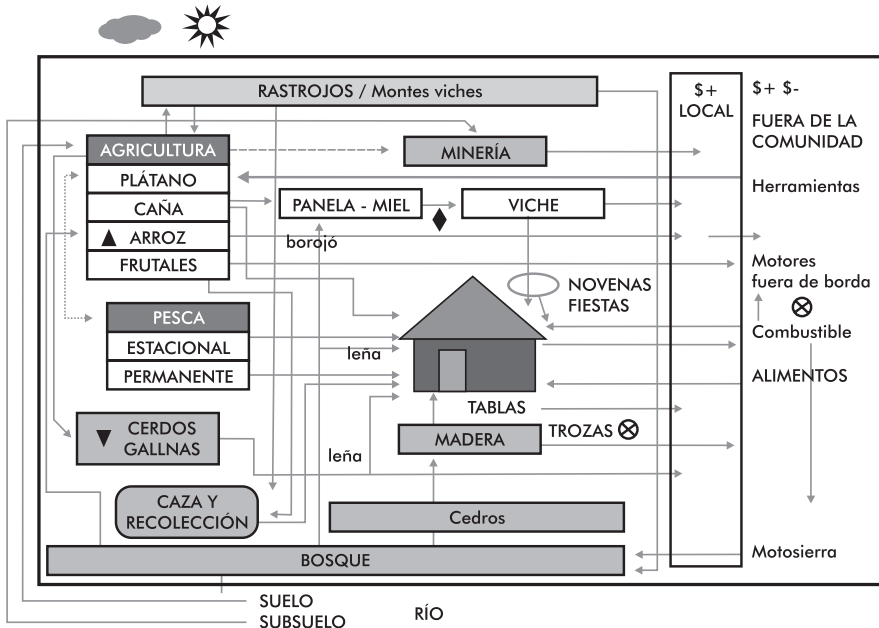 RASTROJOS / Montes viches
$+
LOCAL
$+ $-
FUERA DE LA
COMUNIDAD
AGRICULTURA
MINERÍA
PLÁTANO
Herramientas
CAÑA
PANELA - MIEL
VICHE
ARROZ
borojó
FRUTALES
Motores
fuera de borda
NOVENAS
FIESTAS
PESCA
Combustible
ESTACIONAL
leña
PERMANENTE
ALIMENTOS
TABLAS
CERDOS
GALLNAS
MADERA
TROZAS
leña
CAZA Y
RECOLECCIÓN
Cedros
BOSQUE
Motosierra
SUELO
SUBSUELO
RÍO